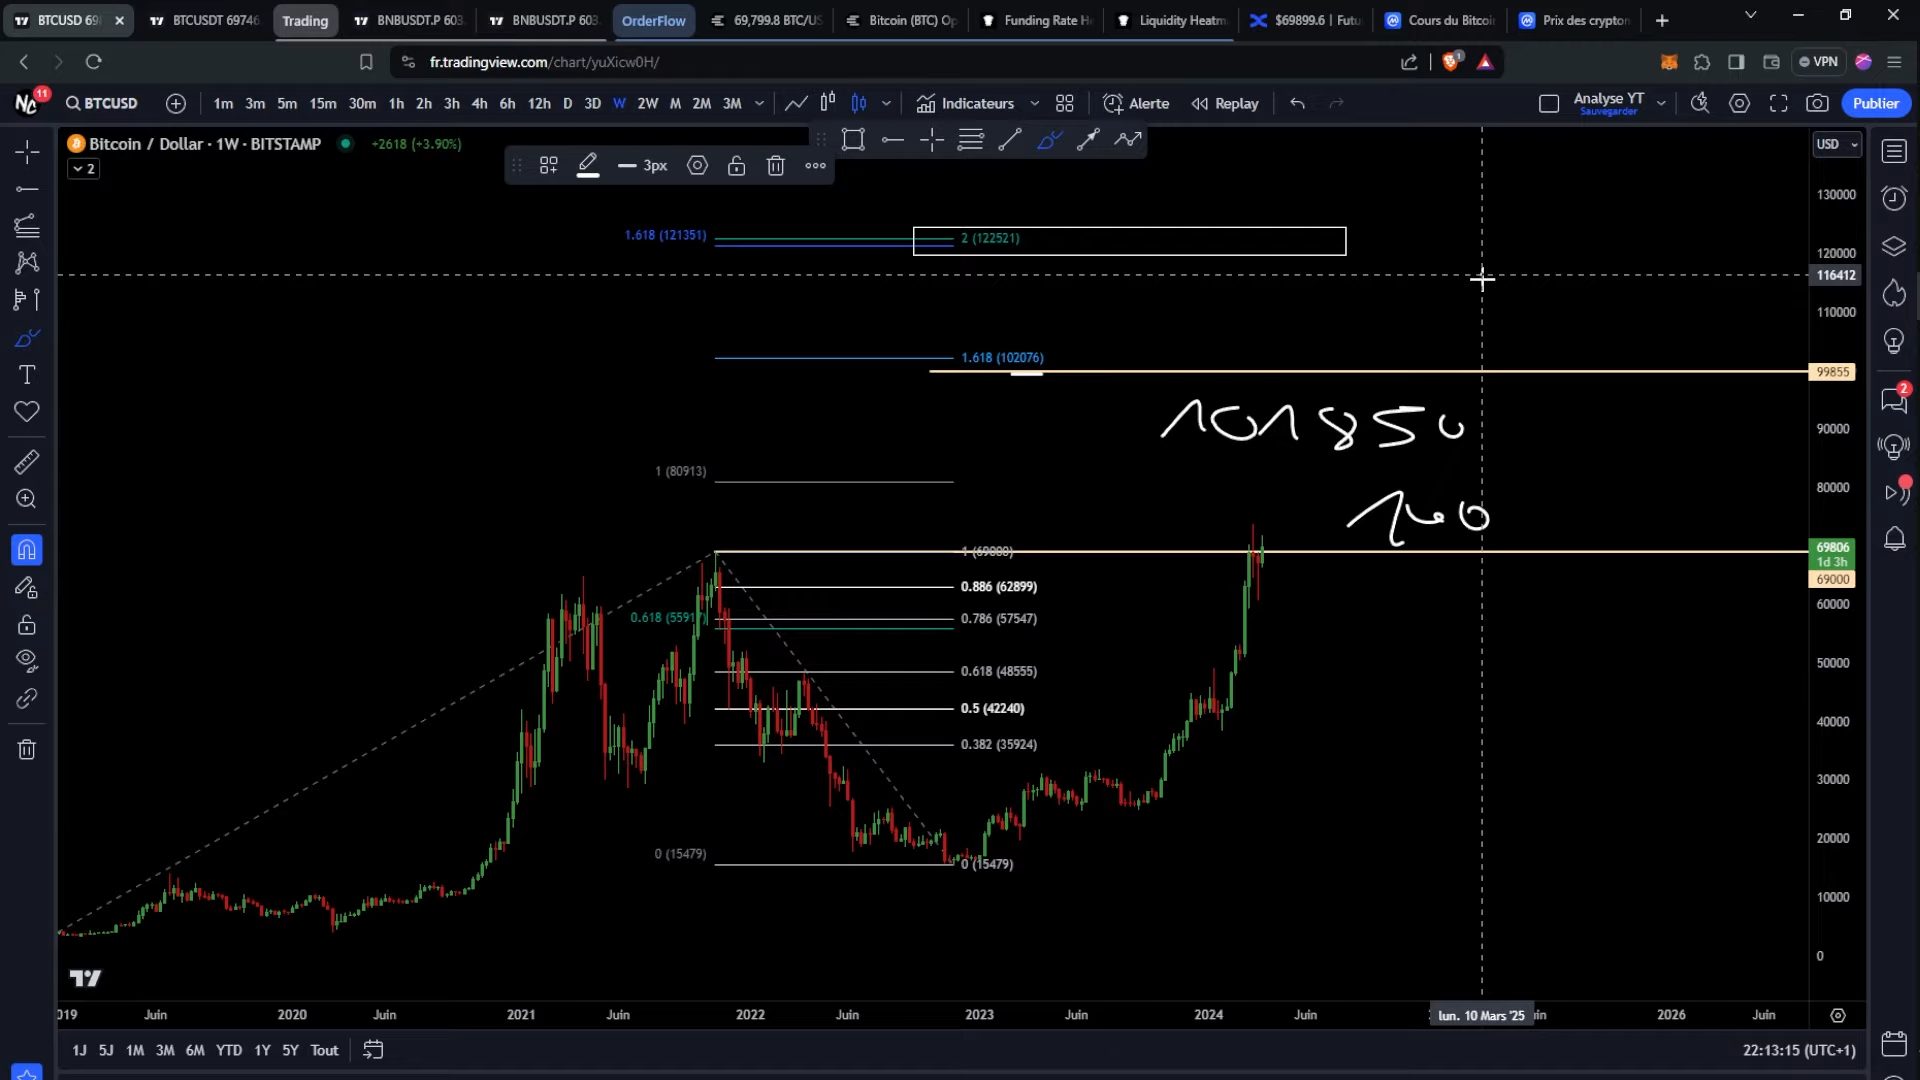 BTCUSD 69
BTCUSDT 69746
Trading
BNBUSDT.P 603
BNBUSDT.P 603
OrderFlow
69,799.8 BTC/US
Bitcoin (BTC) Op
Funding Rate He
Liquidity Heatm
$69899.6 | Futu
Cours du Bitcoi
Prix des crypton
fr.tradingview.com/chart/yuXicw0H/
1
VPN
11
BTCUSD
1m 3m 5m 15m 30m 1h 2h 3h 4h 6h 12h D 3D W 2W M 2M 3M
Indicateurs
Alerte
Replay
Analyse YT
Sauvegarder
Publier
Bitcoin / Dollar · 1W · BITSTAMP
+2618 (+3.90%)
2
3px
USD
130000
1.618 (121351)
2 (122521)
120000
116412
110000
1.618 (102076)
99855
101850
90000
1 (80913)
80000
140
1 (69000)
69806
1d 3h
69000
0.886 (62899)
60000
0.618 (55917)
0.786 (57547)
0.618 (48555)
50000
0.5 (42240)
40000
0.382 (35924)
30000
20000
0 (15479)
0 (15479)
10000
0
2
019 Juin 2020 Juin 2021 Juin 2022 Juin 2023 Juin 2024 Juin
lun. 10 Mars '25
in 2026 Juin
1J 5J 1M 3M 6M YTD 1Y 5Y Tout
22:13:15 (UTC+1)